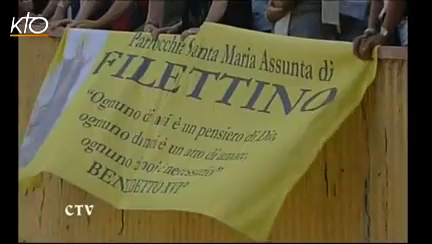 KTO
Parrocchia Santa Maria Assunta di
FILETTINO
"Ognuno di noi è un pensiero di Dio
ognuno di noi è un atto di amore,
ognuno di noi è necessario"
BENEDETTO XVI°
CTV